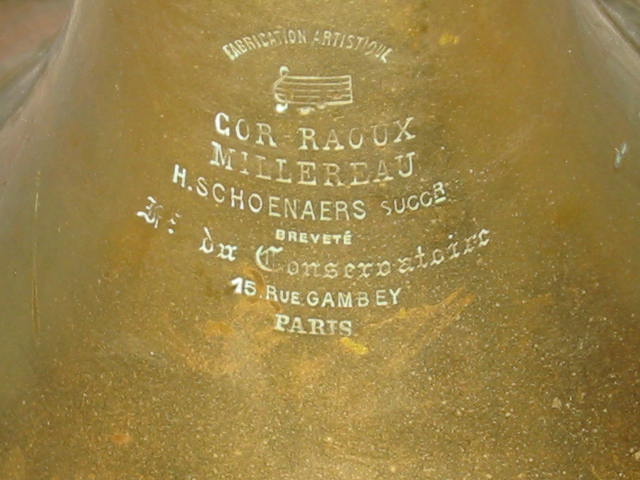 FABRICATION ARTISTIQUE
COR-RAOUX
MILLEREAU
H. SCHOENAERS SUCCR
BREVETÉ
Fr du Conservatoire
15. RUE GAMBEY
PARIS